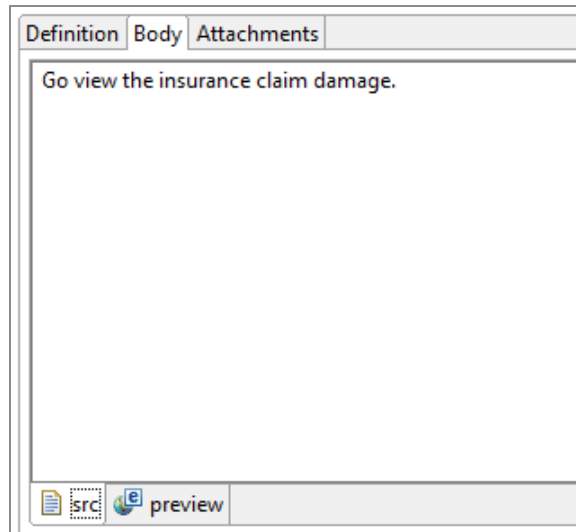 Definition Body Attachments
Go view the insurance claim damage.
src preview